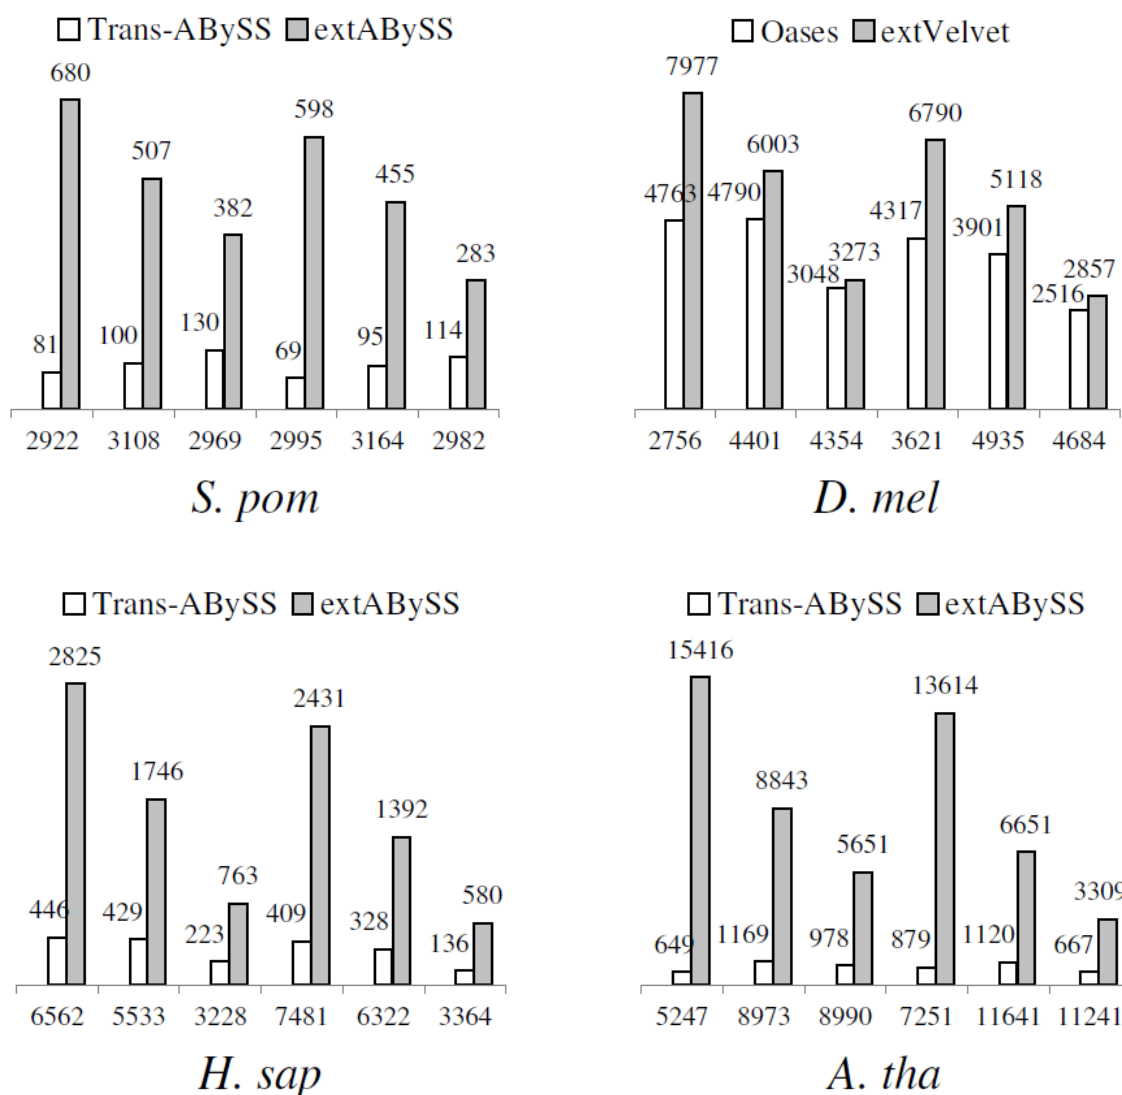 Trans-ABySS extABySS
680
598
507
455
382
283
130
114
100
95
81
69
2922 3108 2969 2995 3164 2982
S. pom
Oases extVelvet
7977
6790
6003
5118
4763 4790
4317
3901
3048 3273
2857
2516
2756 4401 4354 3621 4935 4684
D. mel
Trans-ABySS extABySS
2825
2431
1746
1392
763
580
446 429 409
328
223
136
6562 5533 3228 7481 6322 3364
H. sap
Trans-ABySS extABySS
15416
13614
8843
6651
5651
3309
649 1169 978 879 1120 667
5247 8973 8990 7251 11641 11241
A. tha